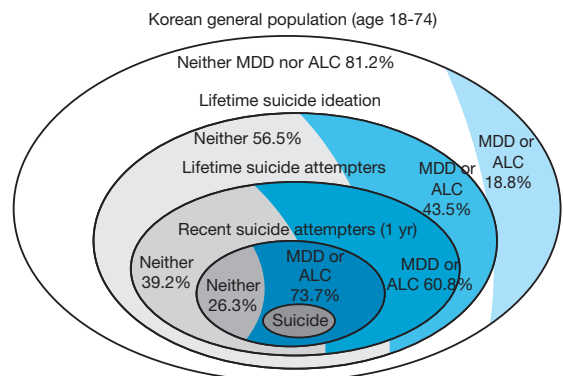 Korean general population (age 18-74)
Neither MDD nor ALC 81.2%
Lifetime suicide ideation
Neither 56.5%
MDD or
ALC
18.8%
Lifetime suicide attempters
MDD or
ALC
43.5%
Recent suicide attempters (1 yr)
Neither
39.2%
MDD or
ALC
73.7%
MDD or
ALC 60.8%
Neither
26.3%
Suicide